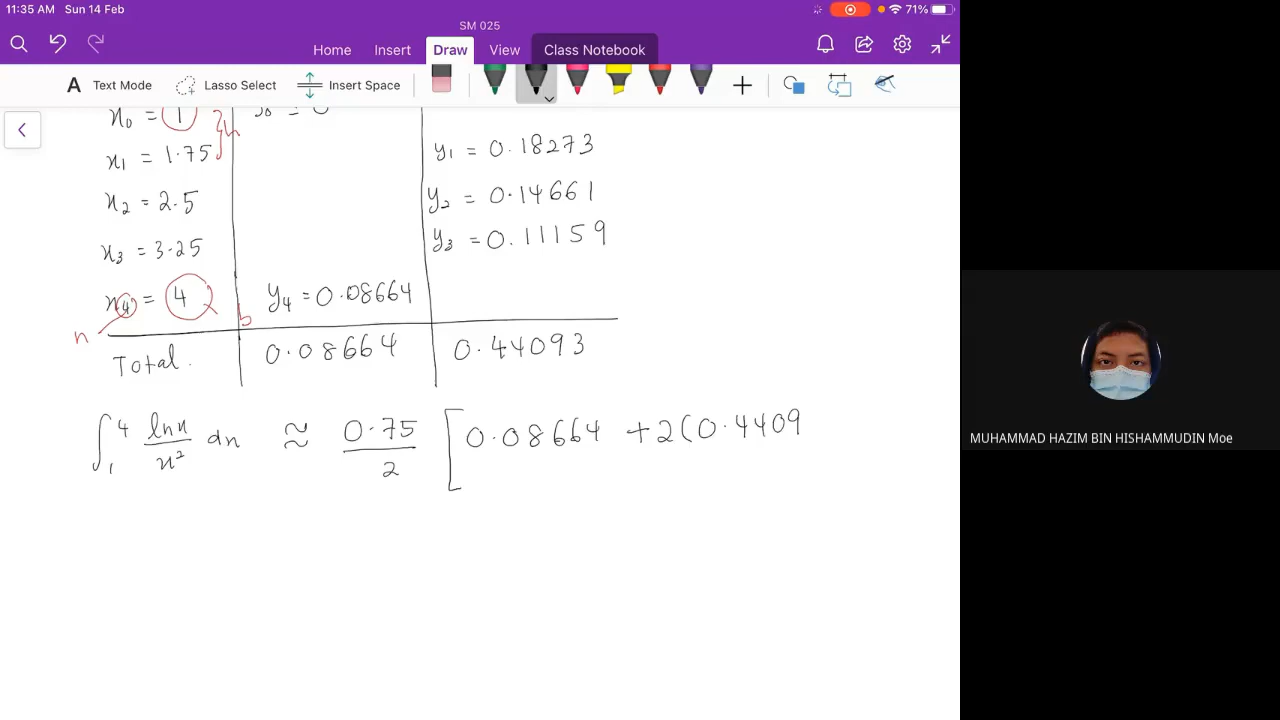 11:35 AM Sun 14 Feb 71%
SM 025
Home Insert Draw View Class Notebook
Text Mode Lasso Select Insert Space
x0 = 1 h y0 = 0
x1 = 1.75 y1 = 0.18273
x2 = 2.5 y2 = 0.14661
x3 = 3.25 y3 = 0.11159
n x4 = 4 b y4 = 0.08664
Total. 0.08664 0.44093
∫₁⁴ ln x / x² dx ≈ 0.75/2 [0.08664 + 2(0.4409
MUHAMMAD HAZIM BIN HISHAMMUDIN Moe